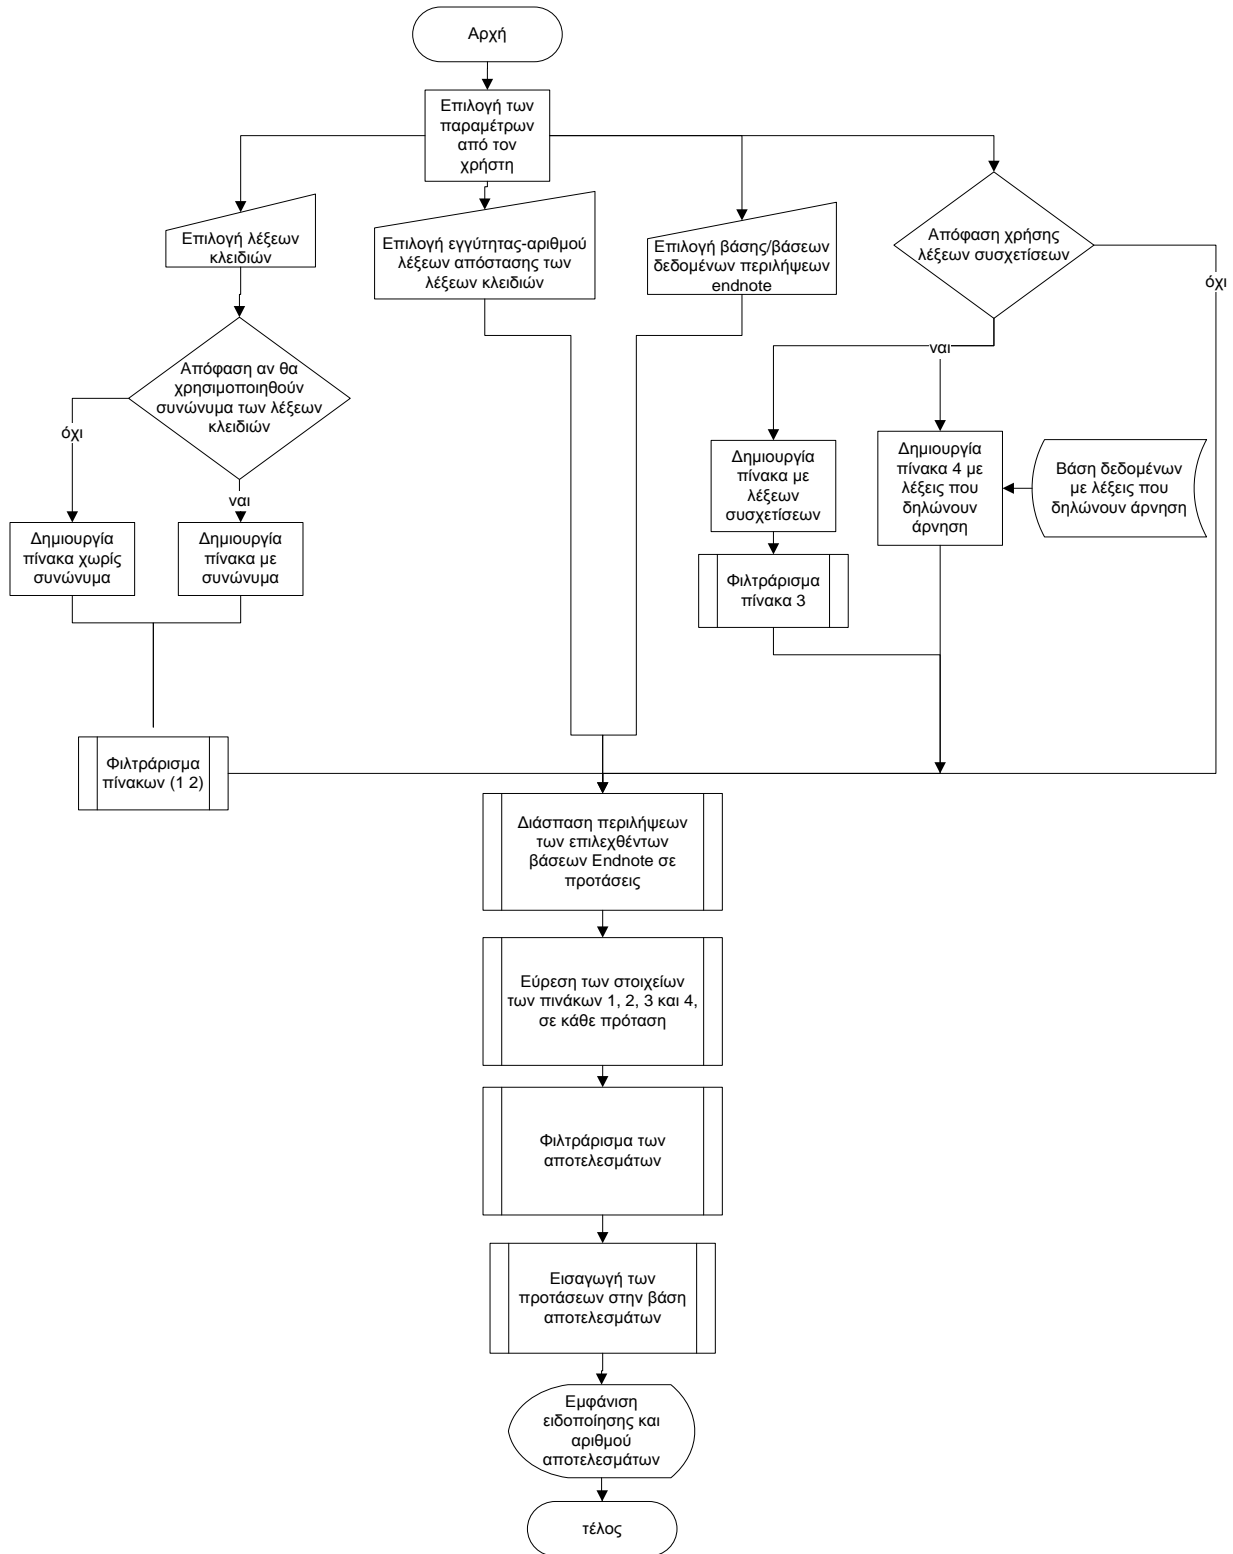 Αρχή
Επιλογή των
παραμέτρων
από τον
χρήστη
Επιλογή λέξεων
κλειδιών
Επιλογή εγγύτητας-αριθμού
λέξεων απόστασης των
λέξεων κλειδιών
Επιλογή βάσης/βάσεων
δεδομένων περιλήψεων
endnote
Απόφαση χρήσης
λέξεων συσχετίσεων
όχι
ναι
Απόφαση αν θα
χρησιμοποιηθούν
συνώνυμα των λέξεων
κλειδιών
όχι
ναι
Δημιουργία
πίνακα χωρίς
συνώνυμα
Δημιουργία
πίνακα με
συνώνυμα
Δημιουργία
πίνακα με
λέξεων
συσχετίσεων
Δημιουργία
πίνακα 4 με
λέξεις που
δηλώνουν
άρνηση
Βάση δεδομένων
με λέξεις που
δηλώνουν άρνηση
Φιλτράρισμα
πίνακα 3
Φιλτράρισμα
πίνακων (1 2)
Διάσπαση περιλήψεων
των επιλεχθέντων
βάσεων Endnote σε
προτάσεις
Εύρεση των στοιχείων
των πινάκων 1, 2, 3 και 4,
σε κάθε πρόταση
Φιλτράρισμα των
αποτελεσμάτων
Εισαγωγή των
προτάσεων στην βάση
αποτελεσμάτων
Εμφάνιση
ειδοποίησης και
αριθμού
αποτελεσμάτων
τέλος